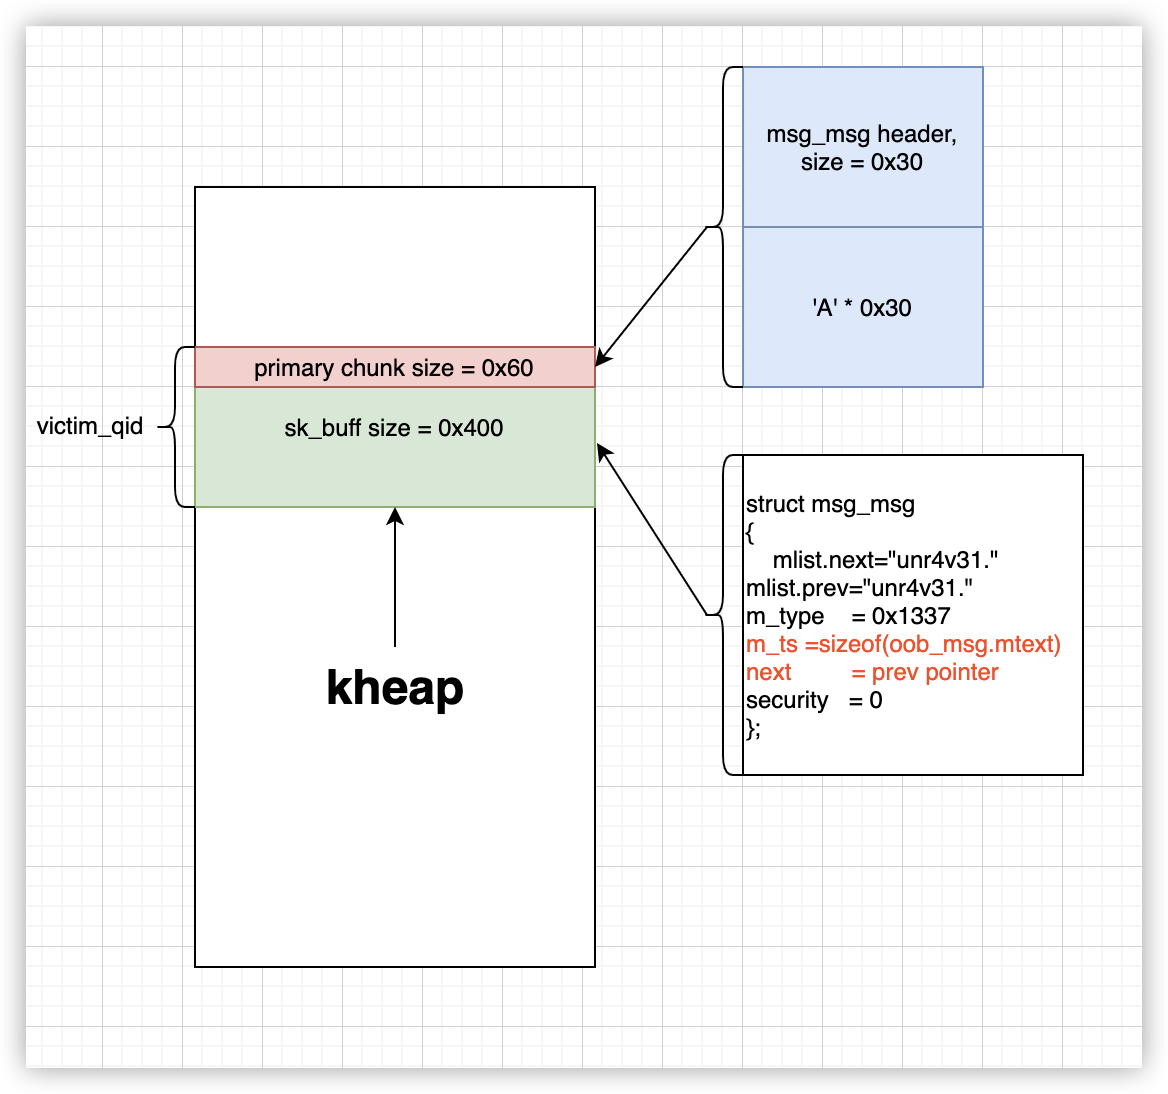 msg_msg header,
size = 0x30
'A' * 0x30
primary chunk size = 0x60
sk_buff size = 0x400
victim_qid
kheap
struct msg_msg
{
mlist.next="unr4v31."
mlist.prev="unr4v31."
m_type = 0x1337
m_ts =sizeof(oob_msg.mtext)
next = prev pointer
security = 0
};